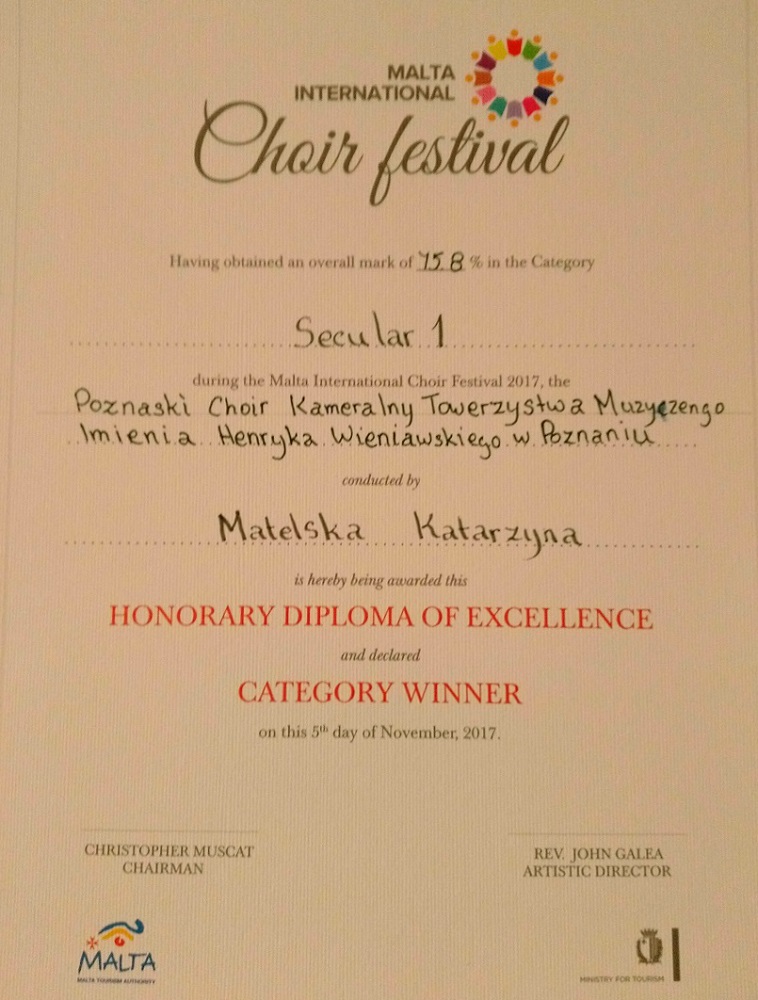 MALTA
INTERNATIONAL
Choir festival
Having obtained an overall mark of 75.8 % in the Category
Secular 1
during the Malta International Choir Festival 2017, the
Poznaski Choir Kameralny Towerzystwa Muzyczengo
Imienia Henryka Wieniawskiego w Poznaniu
conducted by
Matelska Katarzyna
is hereby being awarded this
HONORARY DIPLOMA OF EXCELLENCE
and declared
CATEGORY WINNER
on this 5th day of November, 2017.
CHRISTOPHER MUSCAT
CHAIRMAN
REV. JOHN GALEA
ARTISTIC DIRECTOR
MALTA
MALTA TOURISM AUTHORITY
MINISTRY FOR TOURISM